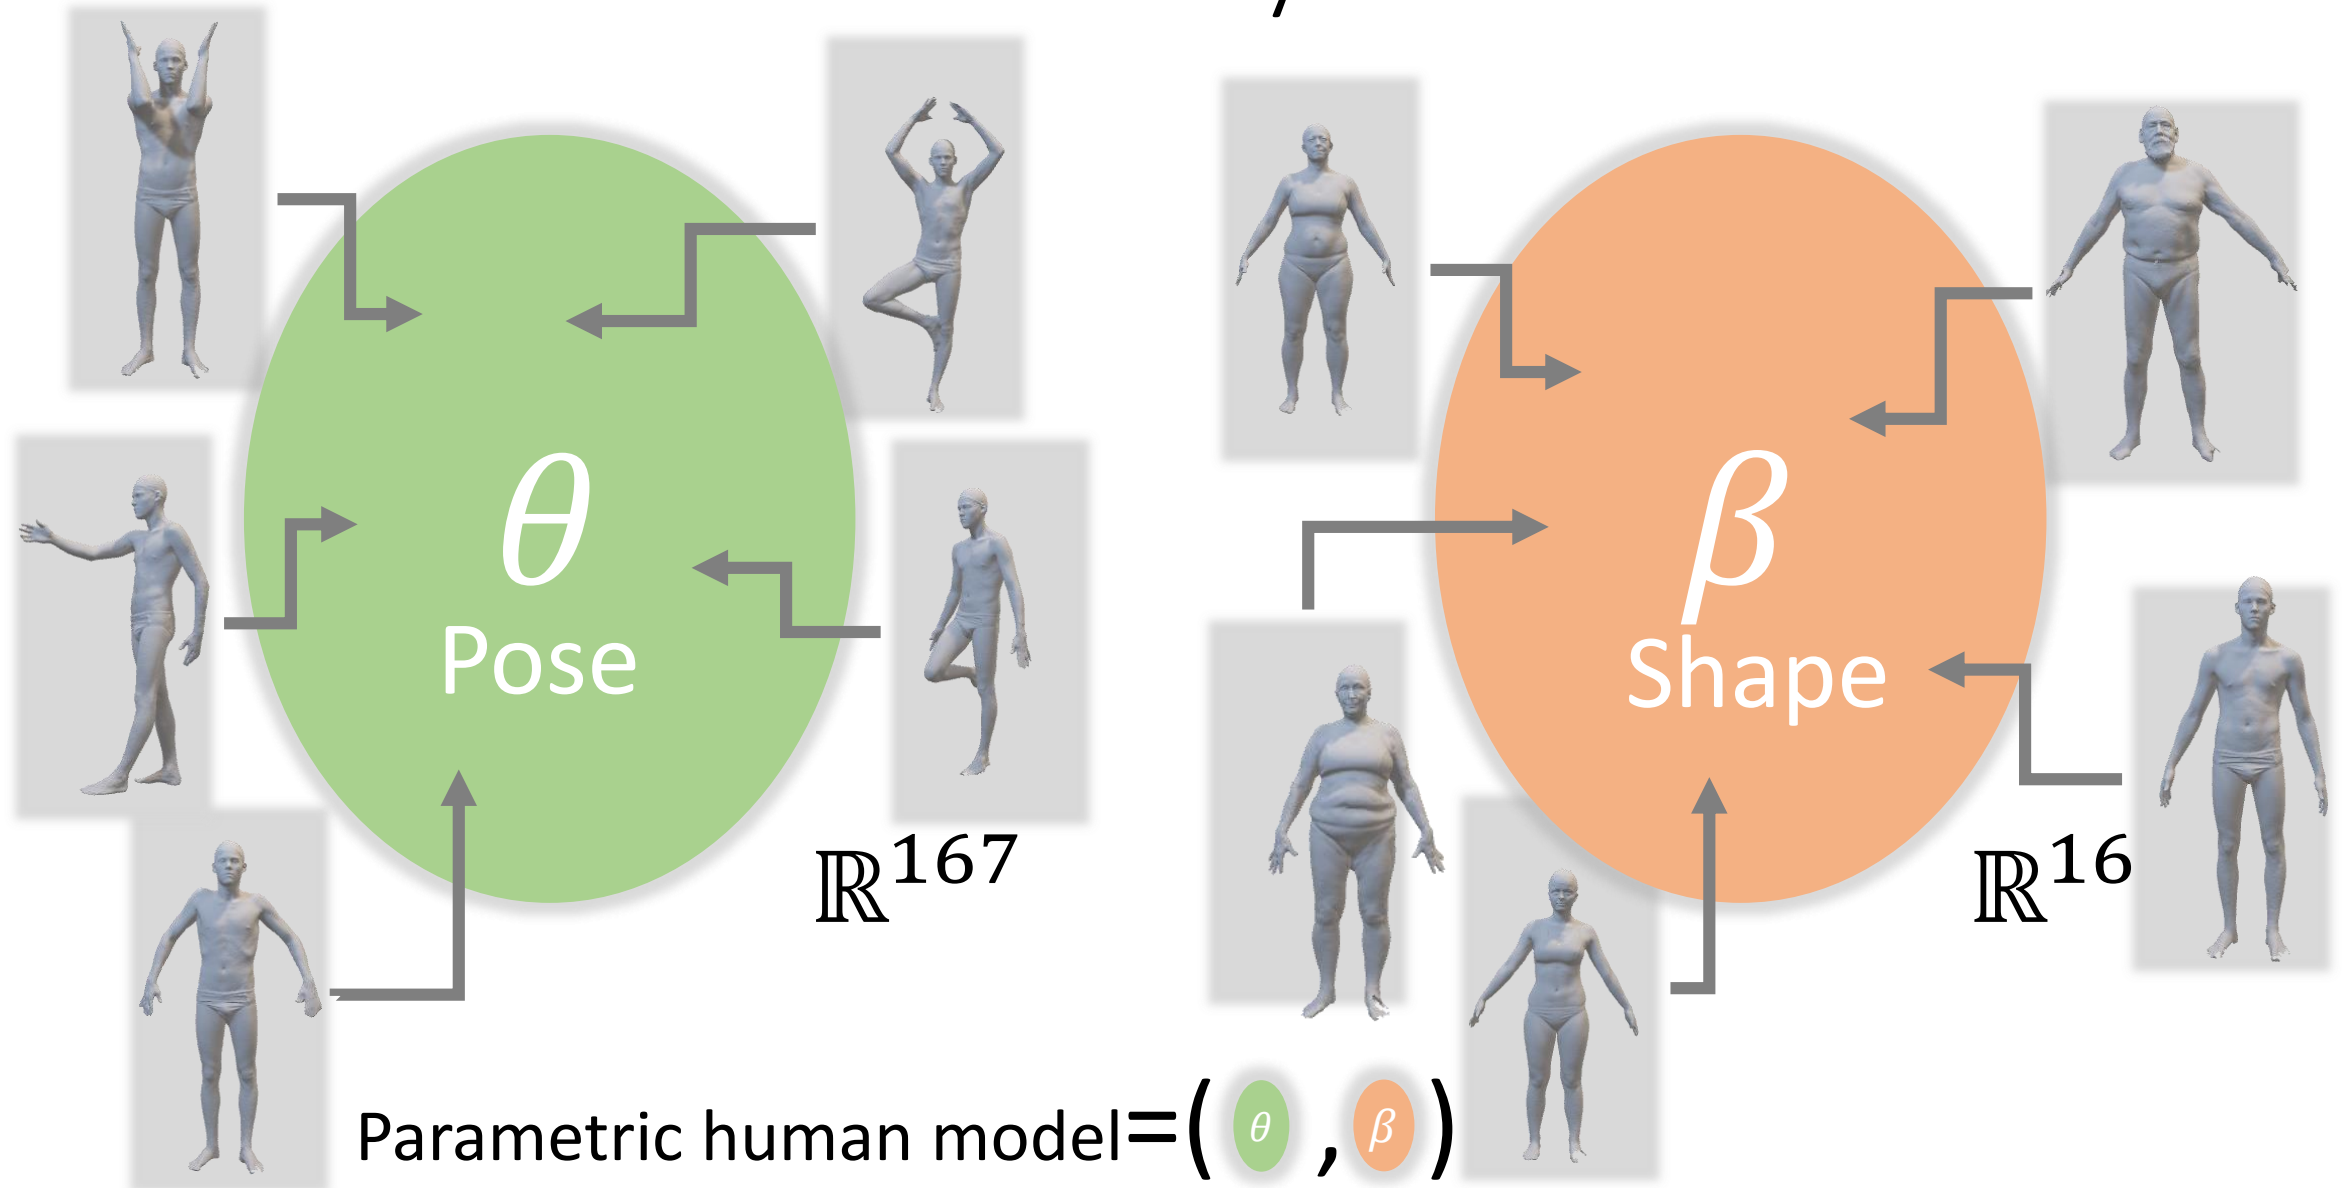 θ
Pose
ℝ¹⁶⁷
β
Shape
ℝ¹⁶
Parametric human model=( θ , β )